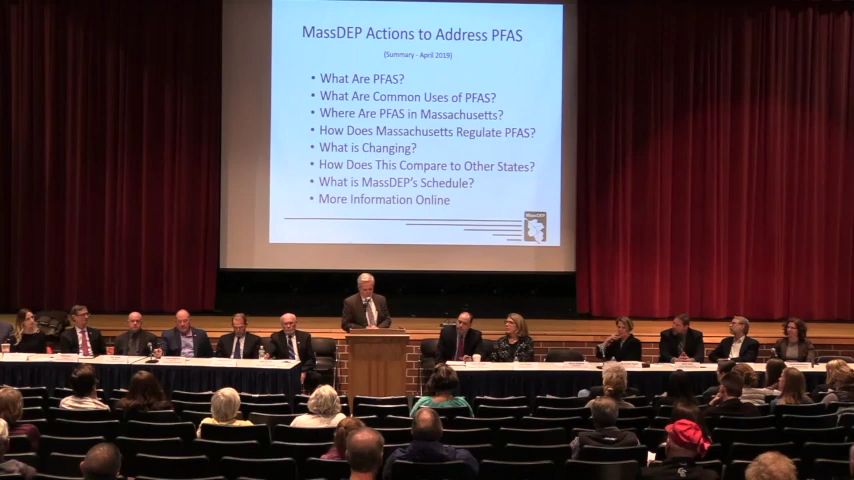 MassDEP Actions to Address PFAS
(Summary - April 2019)
• What Are PFAS?
• What Are Common Uses of PFAS?
• Where Are PFAS in Massachusetts?
• How Does Massachusetts Regulate PFAS?
• What is Changing?
• How Does This Compare to Other States?
• What is MassDEP's Schedule?
• More Information Online
MassDEP